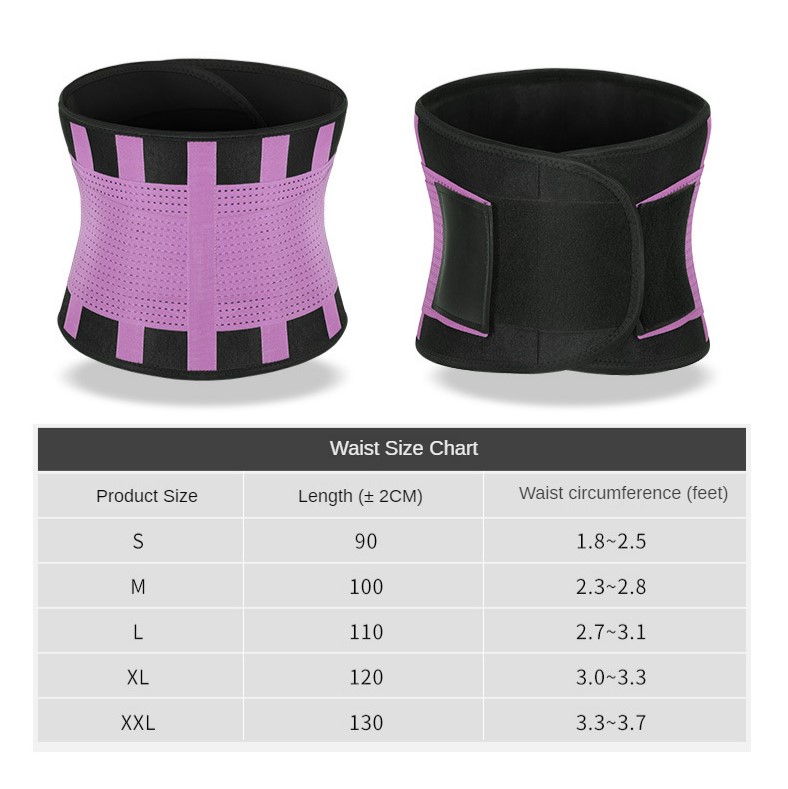 Waist Size Chart
Product Size Length (± 2CM) Waist circumference (feet)
S 90 1.8~2.5
M 100 2.3~2.8
L 110 2.7~3.1
XL 120 3.0~3.3
XXL 130 3.3~3.7